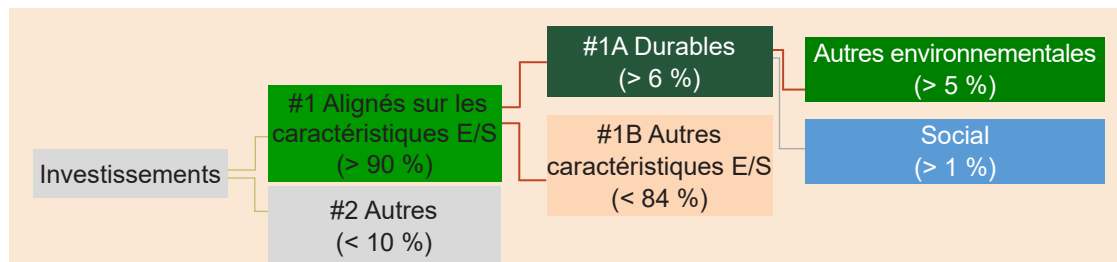 Investissements
#1 Alignés sur les
caractéristiques E/S
(> 90 %)
#2 Autres
(< 10 %)
#1A Durables
(> 6 %)
#1B Autres
caractéristiques E/S
(< 84 %)
Autres environnementales
(> 5 %)
Social
(> 1 %)